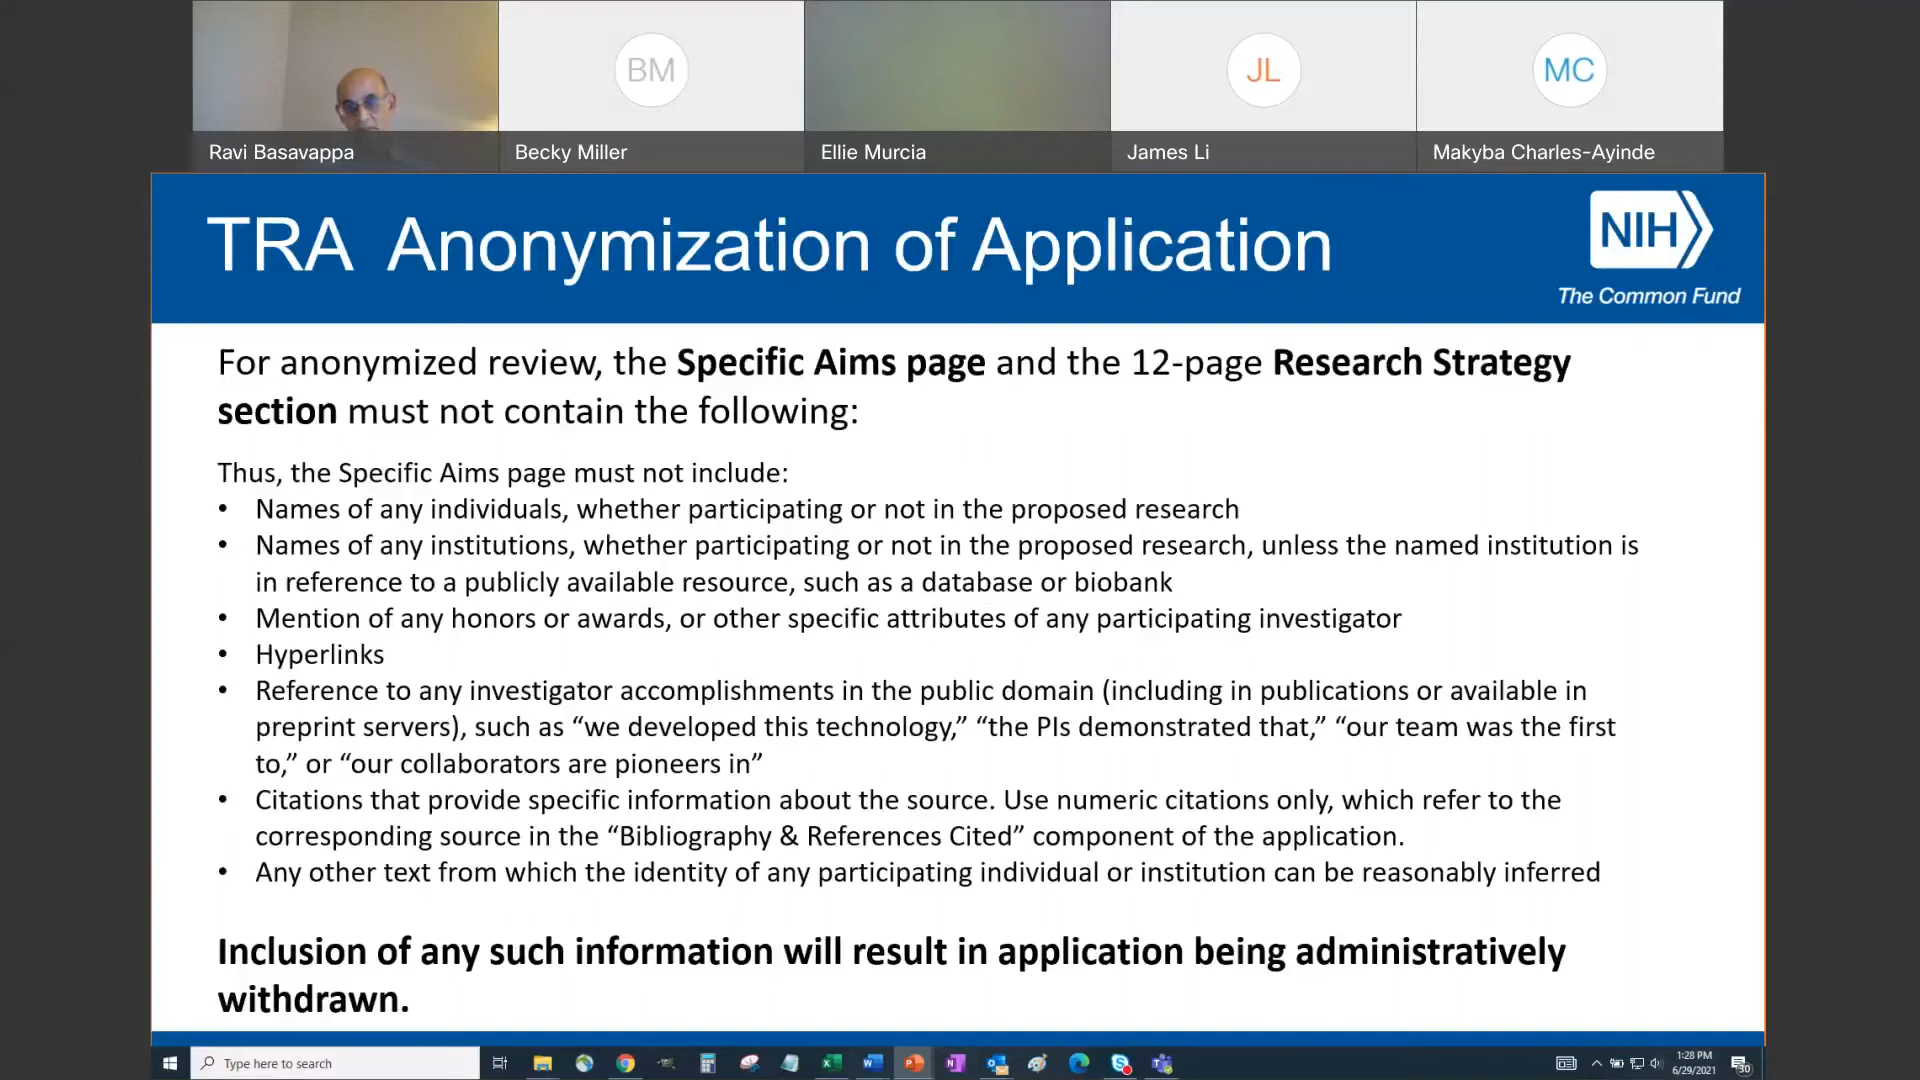 BM
JL
MC
Ravi Basavappa
Becky Miller
Ellie Murcia
James Li
Makyba Charles-Ayinde
TRA Anonymization of Application
NIH
The Common Fund
For anonymized review, the Specific Aims page and the 12-page Research Strategy
section must not contain the following:
Thus, the Specific Aims page must not include:
• Names of any individuals, whether participating or not in the proposed research
• Names of any institutions, whether participating or not in the proposed research, unless the named institution is
in reference to a publicly available resource, such as a database or biobank
• Mention of any honors or awards, or other specific attributes of any participating investigator
• Hyperlinks
• Reference to any investigator accomplishments in the public domain (including in publications or available in
preprint servers), such as “we developed this technology,” “the PIs demonstrated that,” “our team was the first
to,” or “our collaborators are pioneers in”
• Citations that provide specific information about the source. Use numeric citations only, which refer to the
corresponding source in the “Bibliography & References Cited” component of the application.
• Any other text from which the identity of any participating individual or institution can be reasonably inferred
Inclusion of any such information will result in application being administratively
withdrawn.
Type here to search
1:28 PM
6/29/2021
30